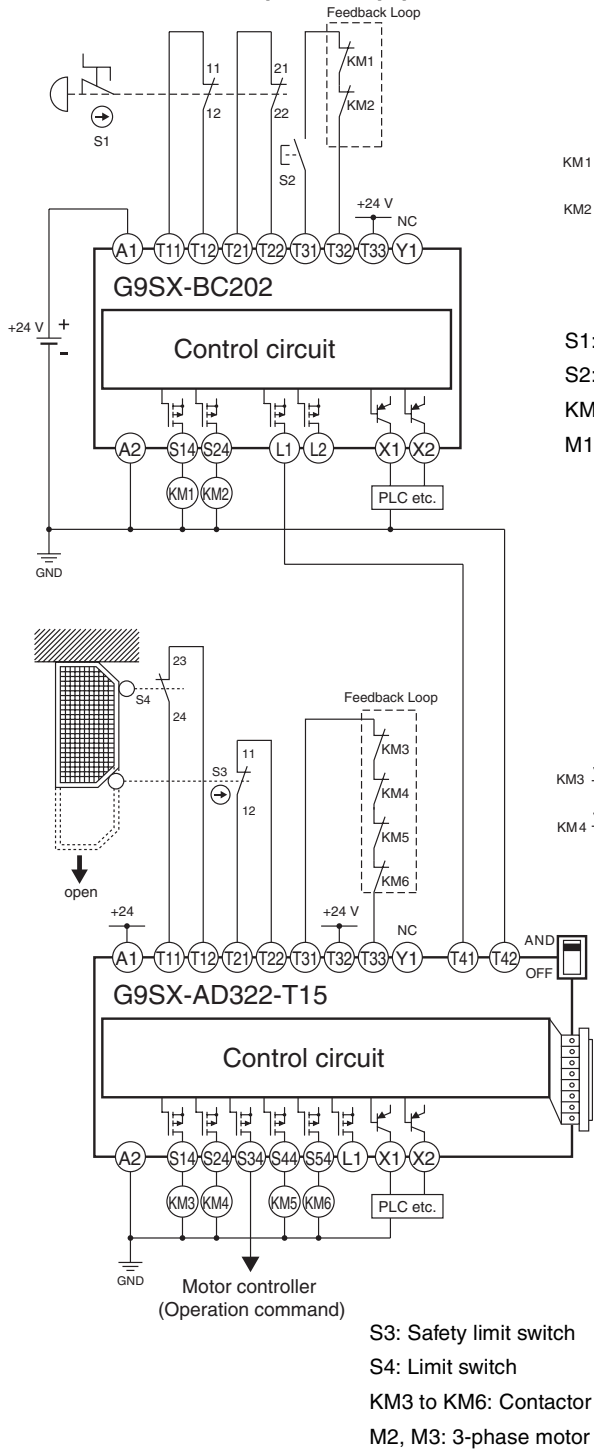 Feedback Loop
KM1
11
21
KM2
12
22
S1
S2
+24 V
NC
A1 T11 T12 T21 T22 T31 T32 T33 Y1
G9SX-BC202
+24 V + -
Control circuit
A2 S14 S24 L1 L2 X1 X2
KM1 KM2 PLC etc.
GND
KM1
KM2
S1:
S2:
KM
M1
23
S4
24
Feedback Loop
11
S3
12
KM3
KM4
KM5
KM6
open
KM3
KM4
+24
+24 V
NC
A1 T11 T12 T21 T22 T31 T32 T33 Y1 T41 T42
AND
OFF
G9SX-AD322-T15
Control circuit
A2 S14 S24 S34 S44 S54 L1 X1 X2
KM3 KM4 KM5 KM6 PLC etc.
GND
Motor controller
(Operation command)
S3: Safety limit switch
S4: Limit switch
KM3 to KM6: Contactor
M2, M3: 3-phase motor